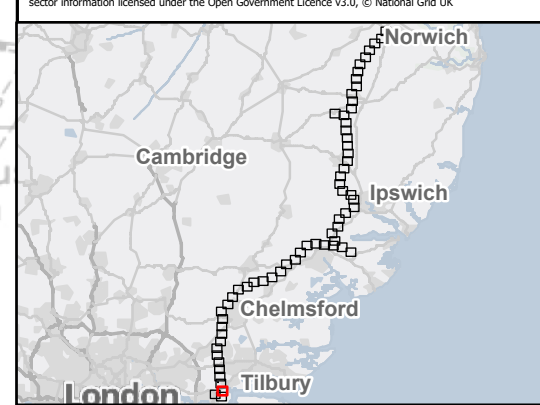 sector information licensed under the Open Government Licence v3.0, © National Grid UK
Norwich
Cambridge
Ipswich
Chelmsford
London
Tilbury